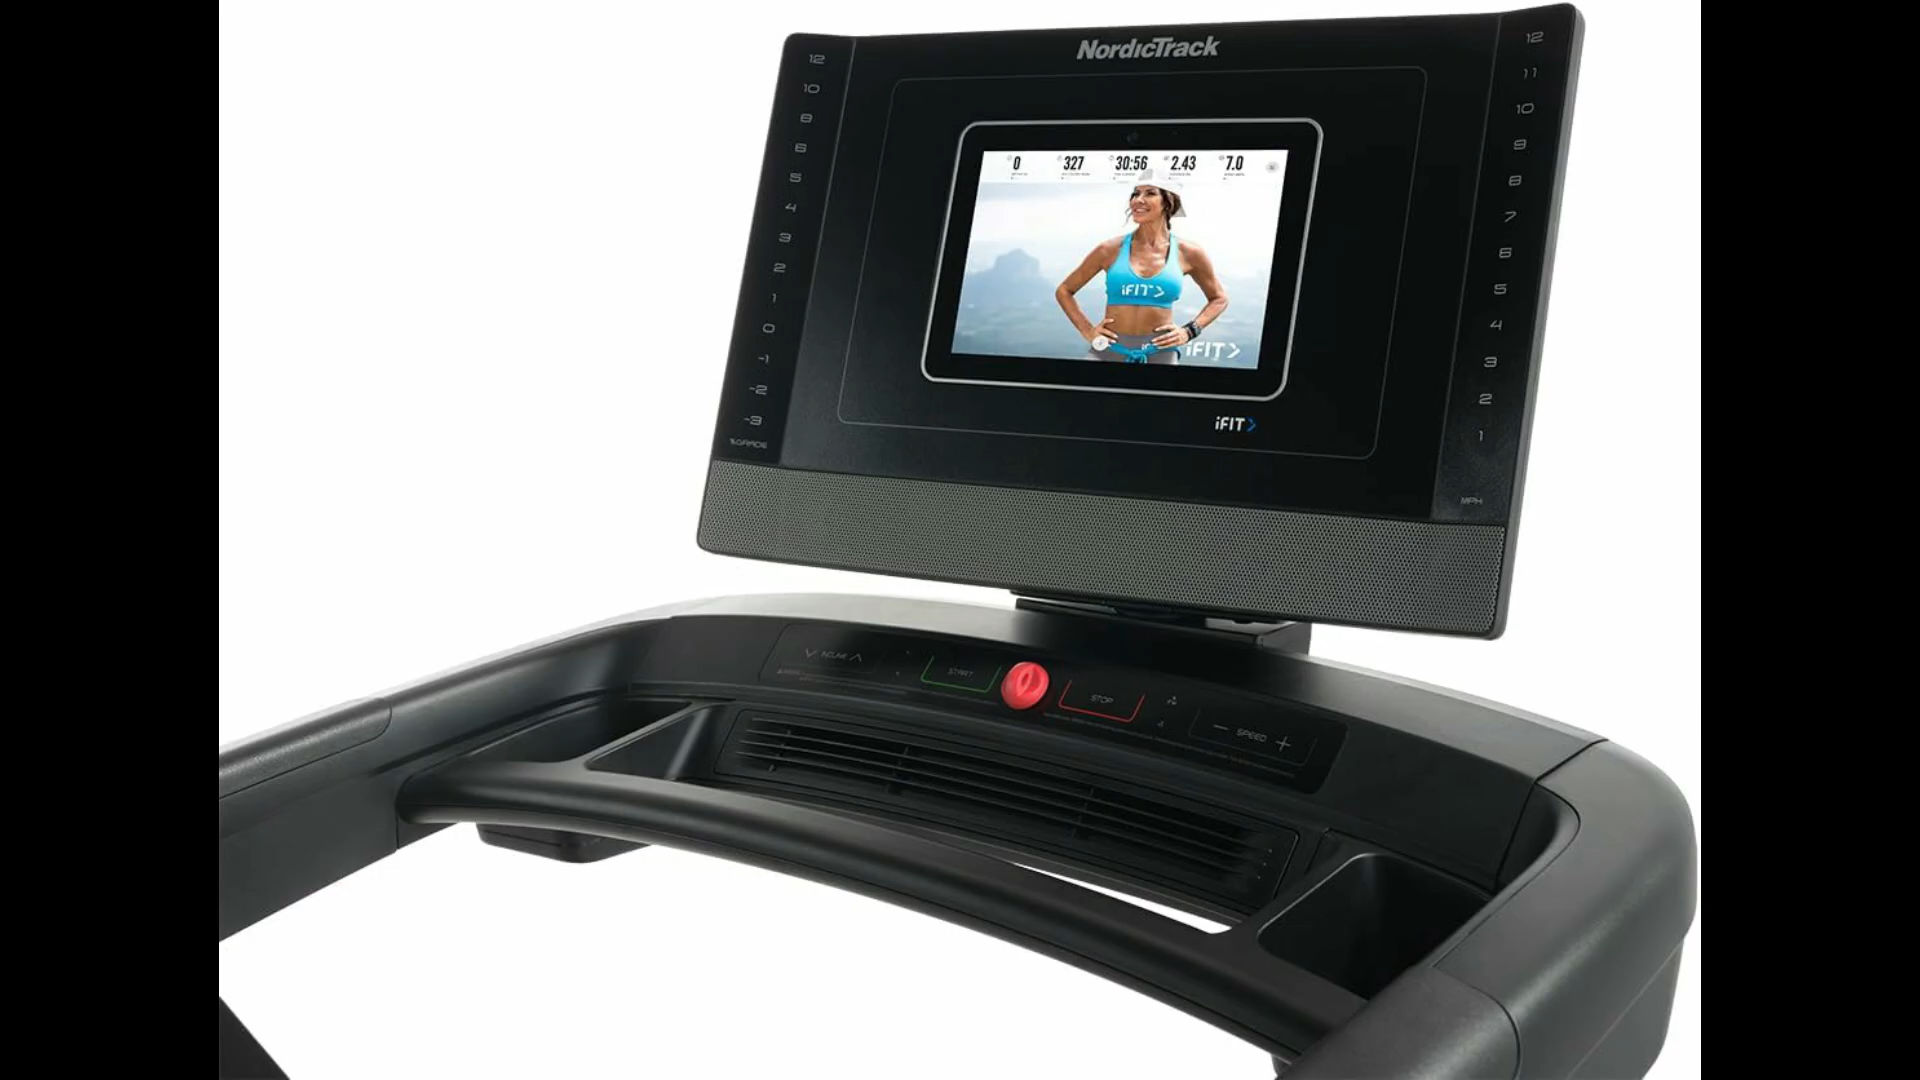 NordicTrack
12
10
8
6
5
4
3
2
1
0
-1
-2
-3
%GRADE
0 327 30:56 2.43 7.0
iFIT
iFIT
iFIT
12
11
10
9
8
7
6
5
4
3
2
1
MPH
INCLINE
START
STOP
— SPEED +